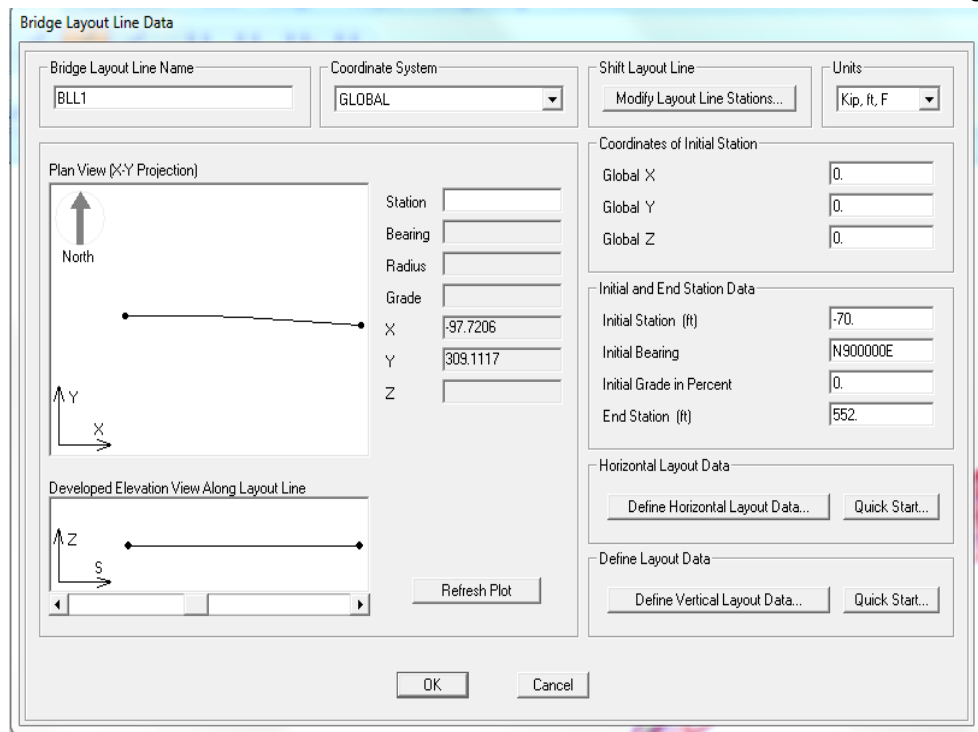 Bridge Layout Line Data
Bridge Layout Line Name
BLL1
Coordinate System
GLOBAL
Shift Layout Line
Modify Layout Line Stations...
Units
Kip, ft, F
Plan View (X-Y Projection)
North
Y
X
Station
Bearing
Radius
Grade
X -97.7206
Y 309.1117
Z
Coordinates of Initial Station
Global X 0.
Global Y 0.
Global Z 0.
Initial and End Station Data
Initial Station (ft) -70.
Initial Bearing N900000E
Initial Grade in Percent 0.
End Station (ft) 552.
Developed Elevation View Along Layout Line
Z
S
Refresh Plot
Horizontal Layout Data
Define Horizontal Layout Data... Quick Start...
Define Layout Data
Define Vertical Layout Data... Quick Start...
OK Cancel